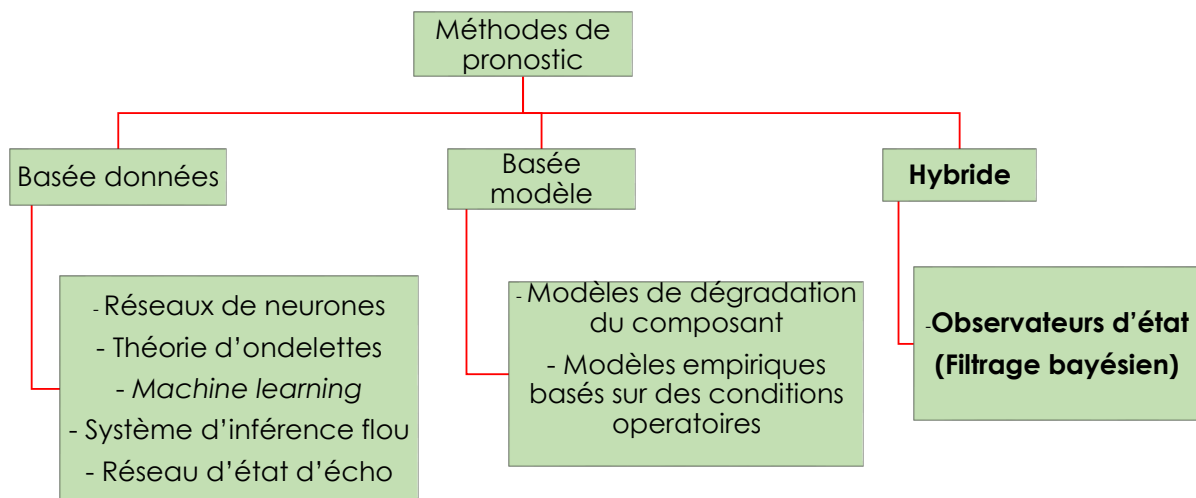 Méthodes de
pronostic
Basée données
Basée
modèle
Hybride
- Réseaux de neurones
- Théorie d’ondelettes
- Machine learning
- Système d’inférence flou
- Réseau d’état d’écho
- Modèles de dégradation
du composant
- Modèles empiriques
basés sur des conditions
operatoires
-Observateurs d’état
(Filtrage bayésien)